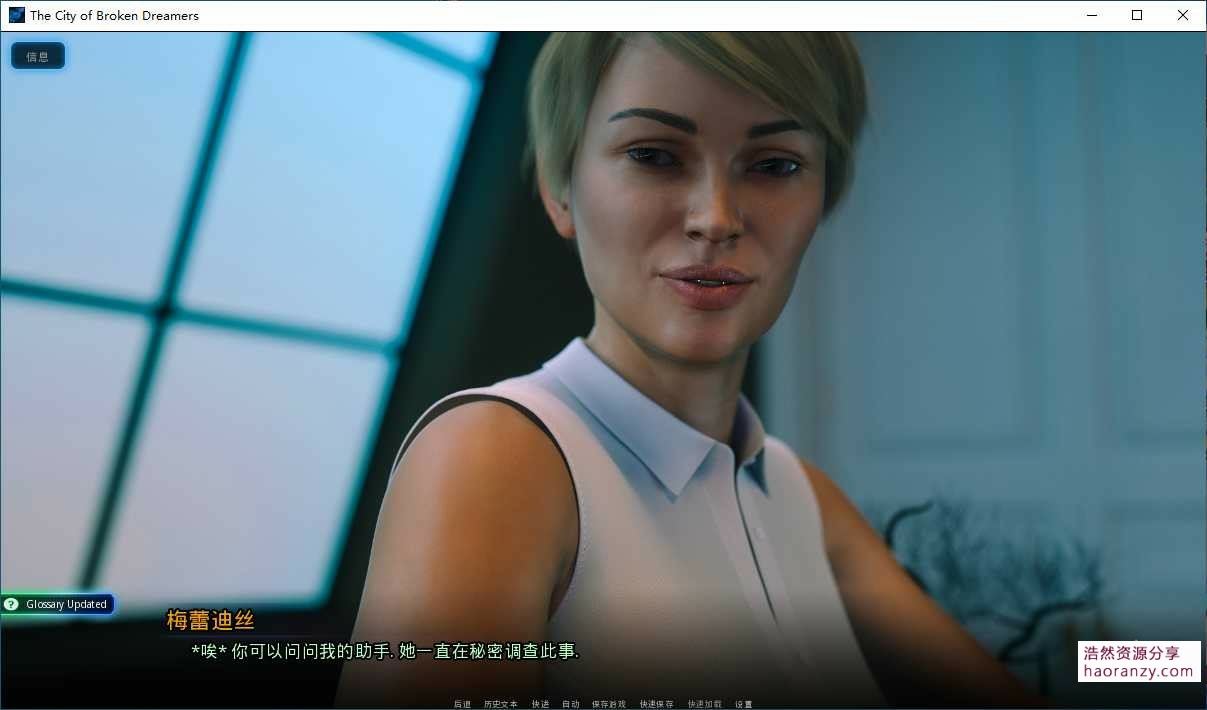 The City of Broken Dreamers
信息
Glossary Updated
梅蕾迪丝
*唉* 你可以问问我的助手. 她一直在秘密调查此事.
浩然资源分享
haoranzy.com
后退 历史文本 快进 自动 保存游戏 快速保存 快速加载 设置